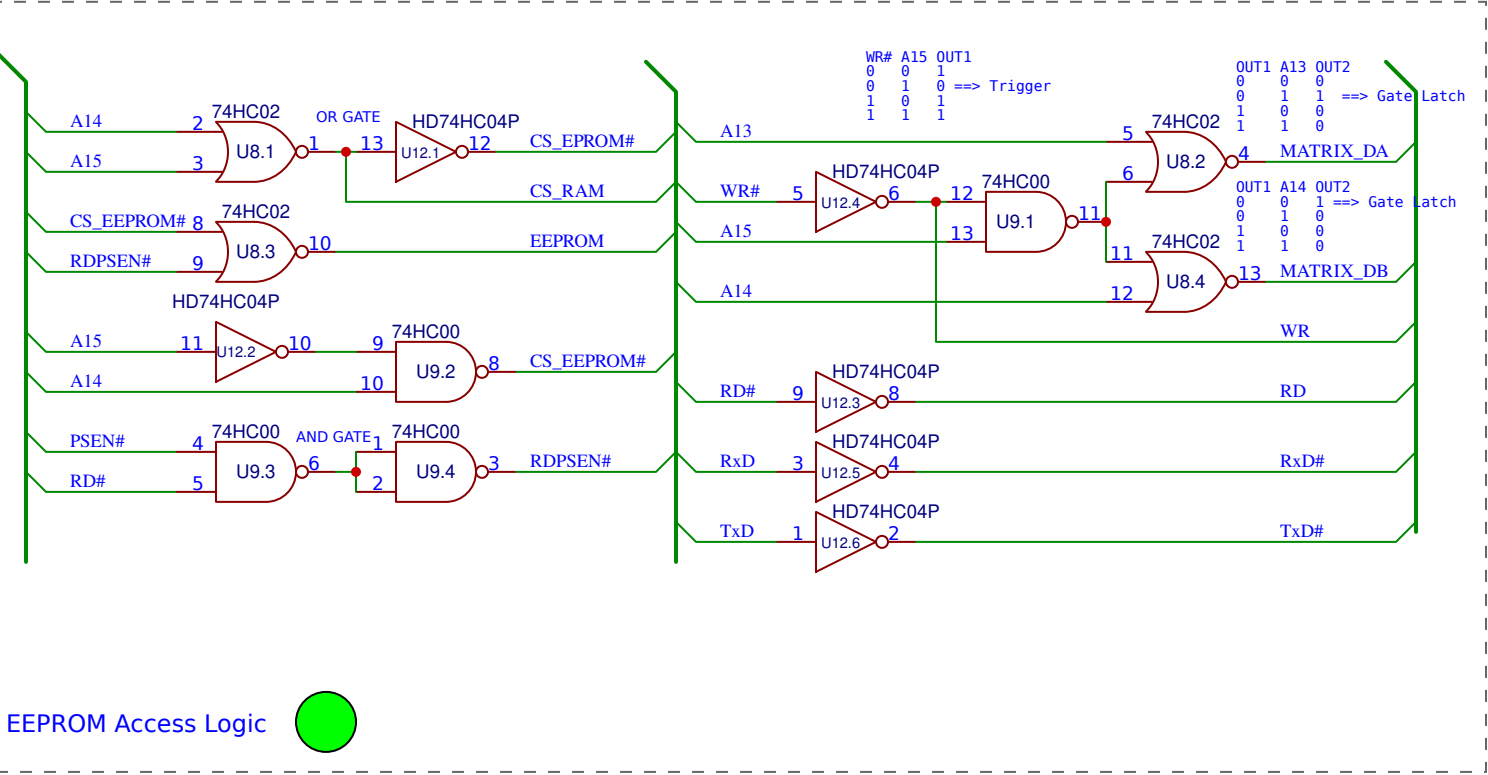 WR# A15 OUT1
0 0 1
0 1 0 ==> Trigger
1 0 1
1 1 1
OUT1 A13 OUT2
0 0 0
0 1 1 ==> Gate Latch
1 0 0
1 1 0
74HC02
OR GATE
HD74HC04P
A14
2
A15
3
U8.1
1
13
U12.1
12
CS_EPROM#
CS_RAM
74HC02
CS_EEPROM#
8
RDPSEN#
9
U8.3
10
EEPROM
HD74HC04P
A15
11
U12.2
10
74HC00
9
A14
10
U9.2
8
CS_EEPROM#
74HC00
AND GATE
74HC00
PSEN#
4
RD#
5
U9.3
6
1
2
U9.4
3
RDPSEN#
A13
5
74HC02
6
U8.2
4
MATRIX_DA
HD74HC04P
WR#
5
U12.4
6
74HC00
12
A15
13
U9.1
11
OUT1 A14 OUT2
0 0 1 ==> Gate Latch
0 1 0
1 0 0
1 1 0
74HC02
11
A14
12
U8.4
13
MATRIX_DB
WR
HD74HC04P
RD#
9
U12.3
8
RD
HD74HC04P
RxD
3
U12.5
4
RxD#
HD74HC04P
TxD
1
U12.6
2
TxD#
EEPROM Access Logic